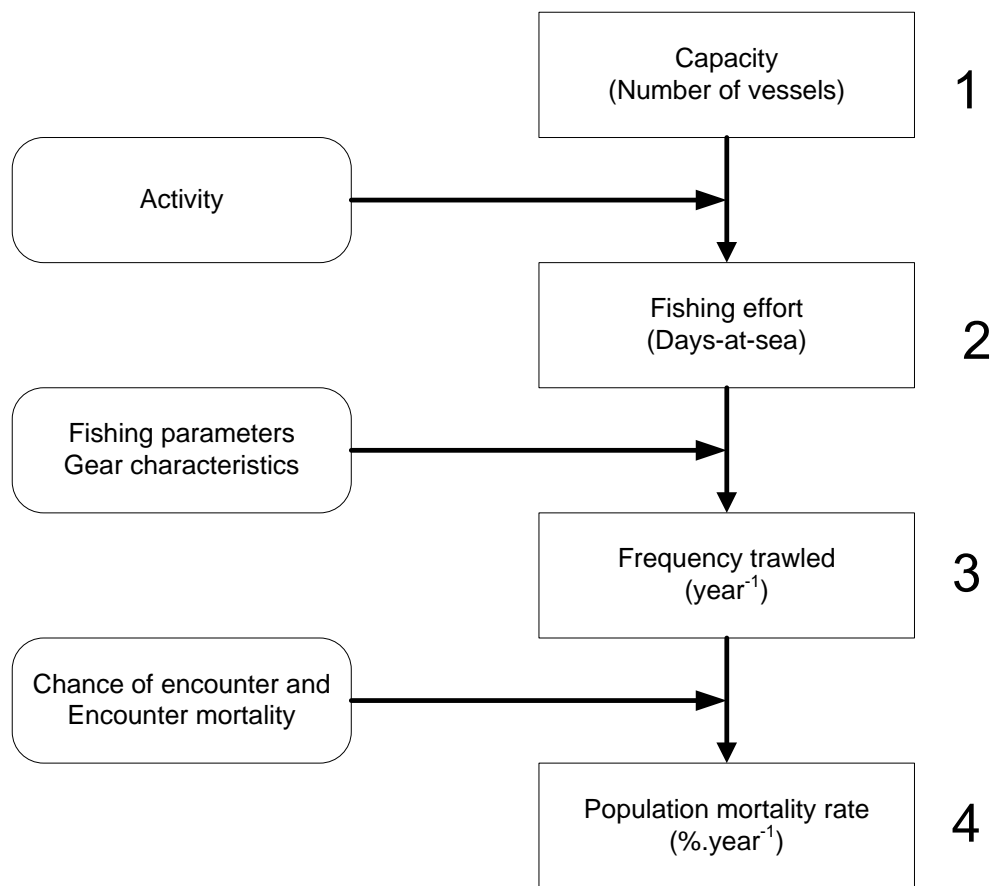 Capacity
(Number of vessels)
1
Activity
Fishing effort
(Days-at-sea)
2
Fishing parameters
Gear characteristics
Frequency trawled
(year⁻¹)
3
Chance of encounter and
Encounter mortality
Population mortality rate
(%.year⁻¹)
4